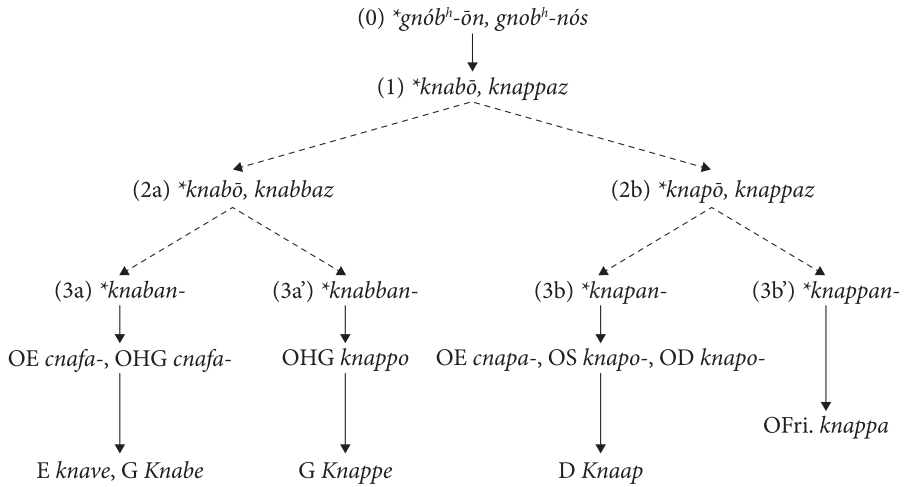 (0) *gnóbʰ-ōn, gnobʰ-nós
(1) *knabō, knappaz
(2a) *knabō, knabbaz (2b) *knapō, knappaz
(3a) *knaban- (3a’) *knabban- (3b) *knapan- (3b’) *knappan-
OE cnafa-, OHG cnafa- OHG knappo OE cnapa-, OS knapo-, OD knapo-
OFri. knappa
E knave, G Knabe G Knappe D Knaap